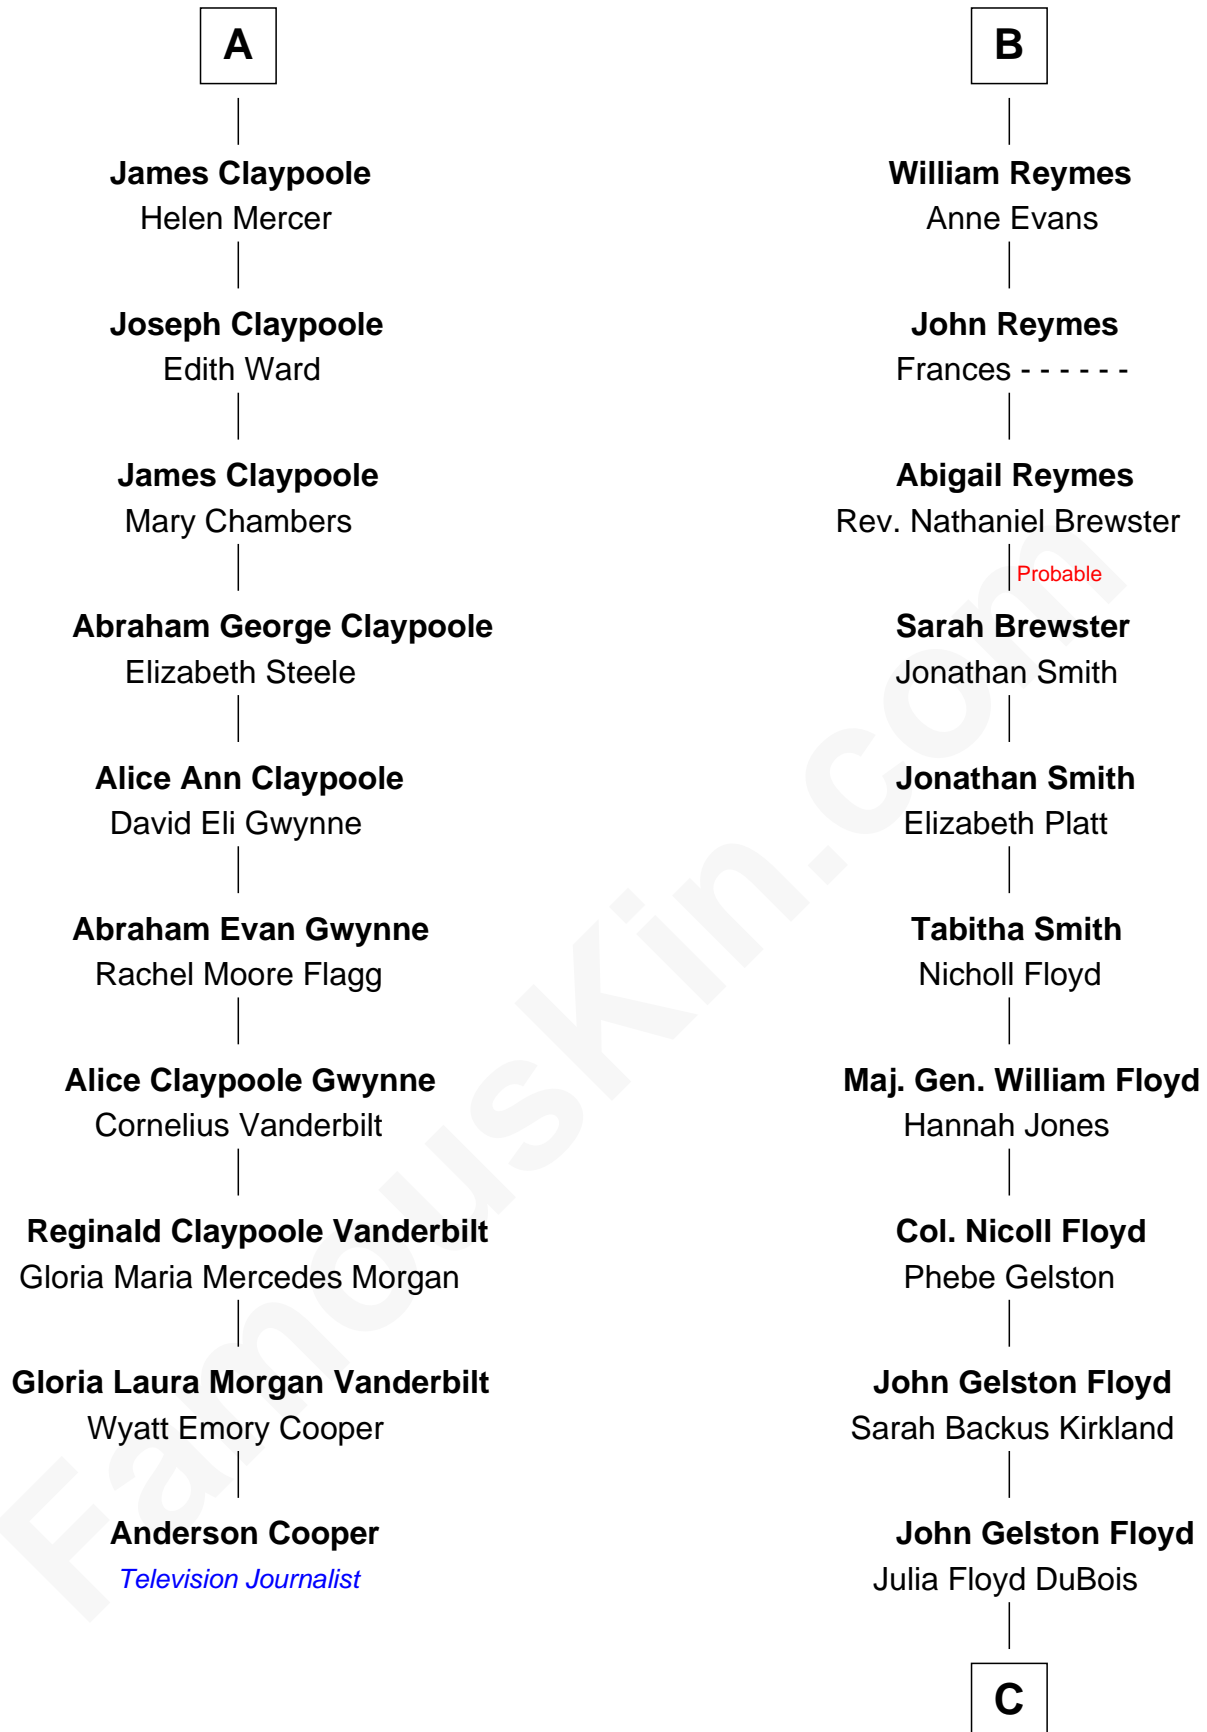 A
James Claypoole
Helen Mercer
Joseph Claypoole
Edith Ward
James Claypoole
Mary Chambers
Abraham George Claypoole
Elizabeth Steele
Alice Ann Claypoole
David Eli Gwynne
Abraham Evan Gwynne
Rachel Moore Flagg
Alice Claypoole Gwynne
Cornelius Vanderbilt
Reginald Claypoole Vanderbilt
Gloria Maria Mercedes Morgan
Gloria Laura Morgan Vanderbilt
Wyatt Emory Cooper
Anderson Cooper
Television Journalist
B
William Reymes
Anne Evans
John Reymes
Frances - - - - - -
Abigail Reymes
Rev. Nathaniel Brewster
Probable
Sarah Brewster
Jonathan Smith
Jonathan Smith
Elizabeth Platt
Tabitha Smith
Nicholl Floyd
Maj. Gen. William Floyd
Hannah Jones
Col. Nicoll Floyd
Phebe Gelston
John Gelston Floyd
Sarah Backus Kirkland
John Gelston Floyd
Julia Floyd DuBois
C
FamousKin.com